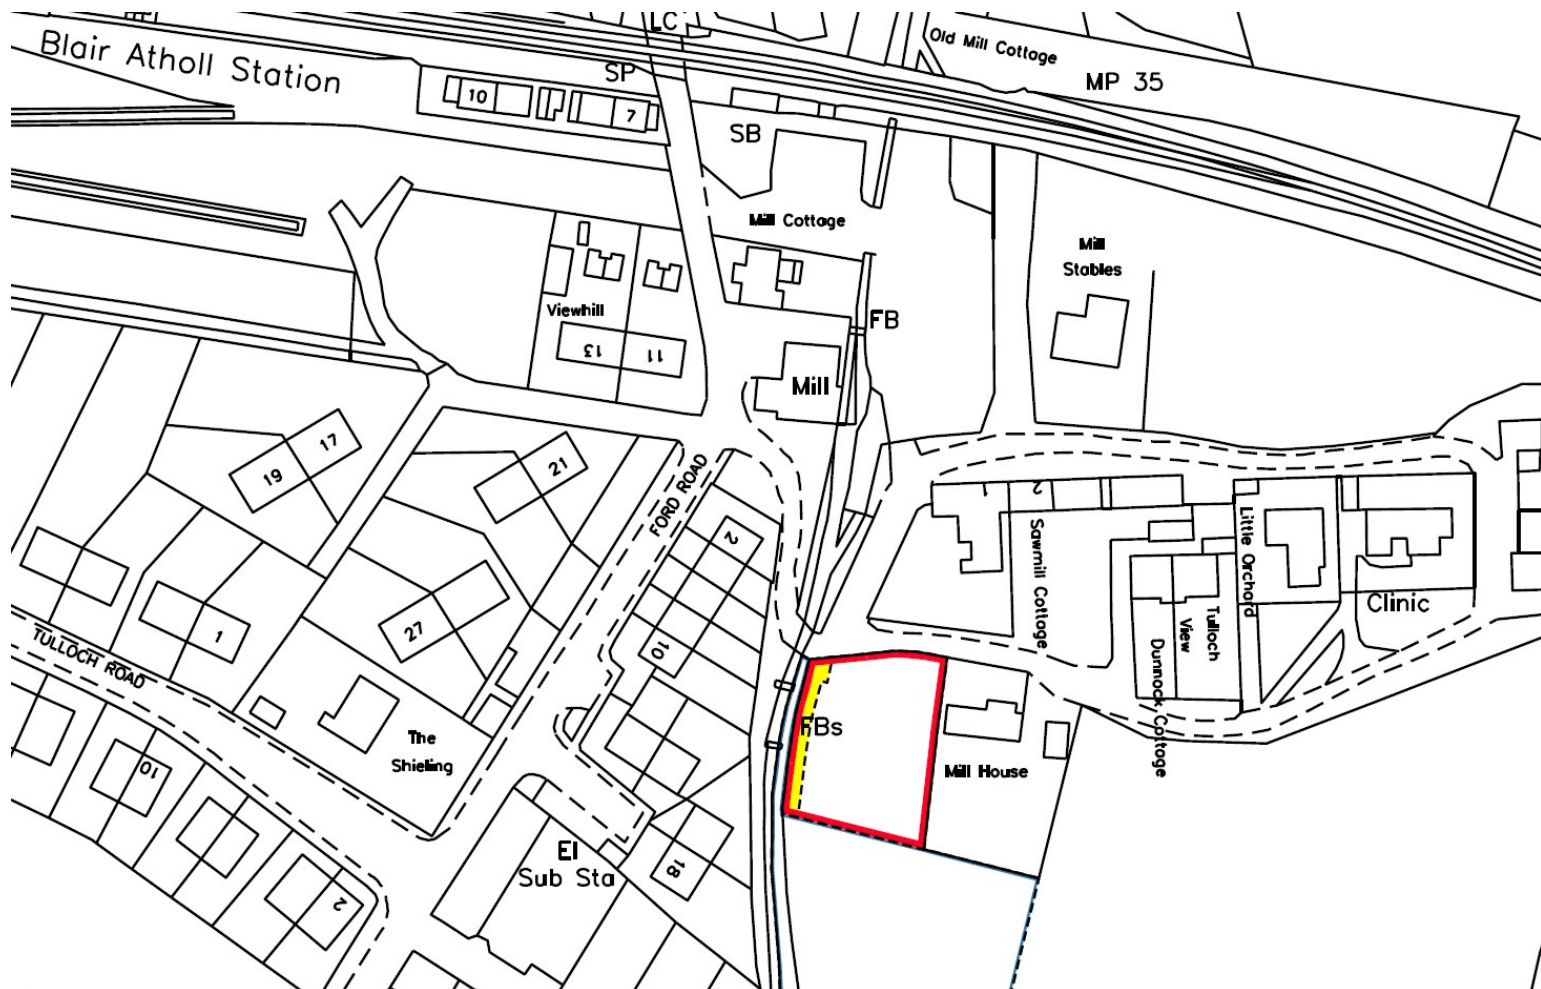 LC
Old Mill Cottage
Blair Atholl Station
SP
MP 35
10
7
SB
Mill Cottage
Mill
Stables
Viewhill
FB
13
11
Mill
17
19
21
FORD ROAD
2
1
2
Sawmill Cottage
Little Orchard
Clinic
Tulloch
View
Dunnock Cottage
27
1
10
TULLOCH ROAD
The
Shielling
FBs
Mill House
10
El
Sub Sta
18
2